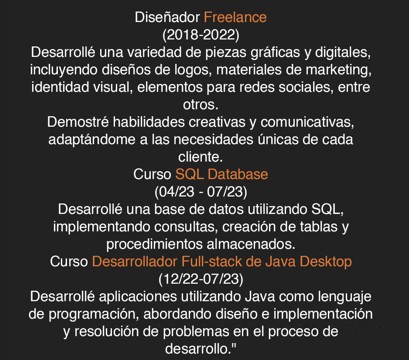 Diseñador Freelance
(2018-2022)
Desarrollé una variedad de piezas gráficas y digitales,
incluyendo diseños de logos, materiales de marketing,
identidad visual, elementos para redes sociales, entre
otros.
Demostré habilidades creativas y comunicativas,
adaptándome a las necesidades únicas de cada
cliente.
Curso SQL Database
(04/23 - 07/23)
Desarrollé una base de datos utilizando SQL,
implementando consultas, creación de tablas y
procedimientos almacenados.
Curso Desarrollador Full-stack de Java Desktop
(12/22-07/23)
Desarrollé aplicaciones utilizando Java como lenguaje
de programación, abordando diseño e implementación
y resolución de problemas en el proceso de
desarrollo."